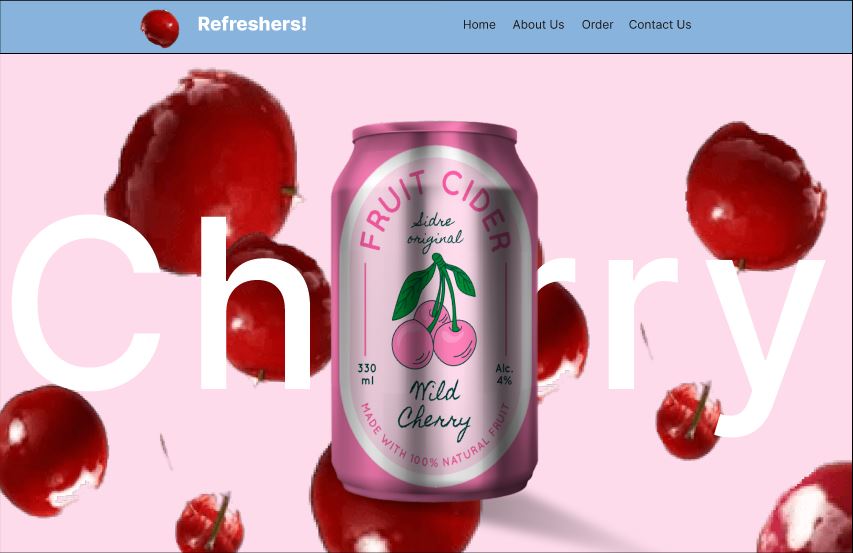 Refreshers!
Home About Us Order Contact Us
Ch rry
FRUIT CIDER
Sidre
original
330
ml
Alc.
4%
Wild
Cherry
MADE WITH 100% NATURAL FRUIT